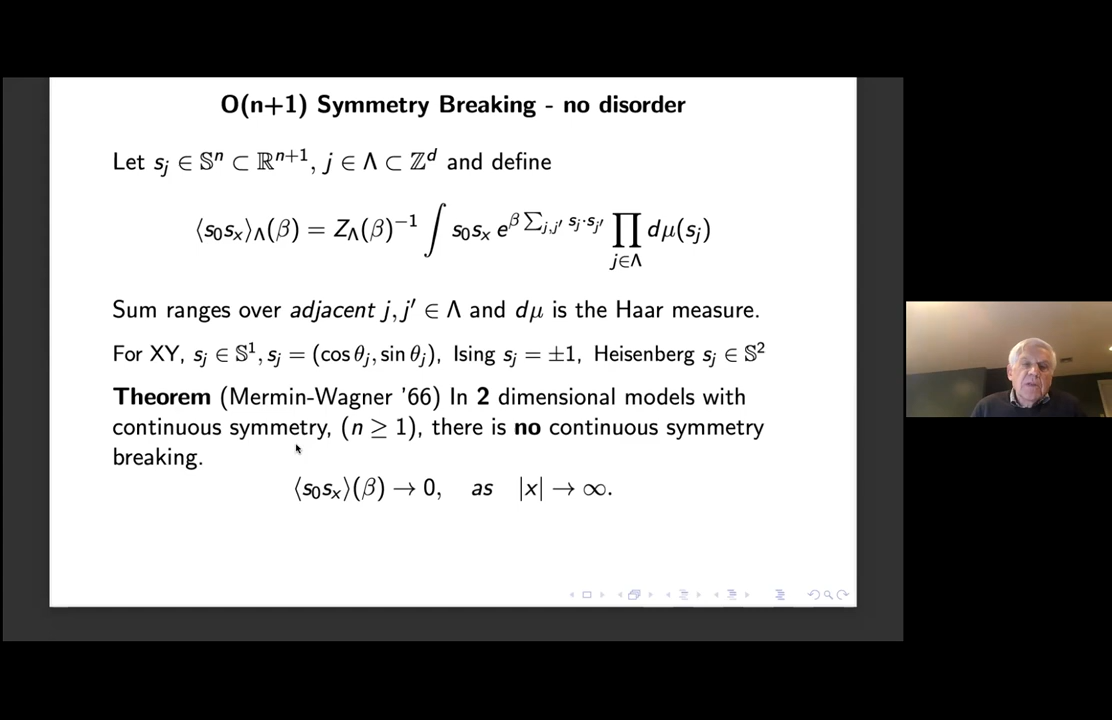 O(n+1) Symmetry Breaking - no disorder
Let s_j ∈ 𝕊^n ⊂ ℝ^{n+1}, j ∈ Λ ⊂ ℤ^d and define
⟨s_0 s_x⟩_Λ(β) = Z_Λ(β)^{-1} ∫ s_0 s_x e^{β ∑_{j,j′} s_j·s_{j′}} ∏_{j∈Λ} dμ(s_j)
Sum ranges over adjacent j, j′ ∈ Λ and dμ is the Haar measure.
For XY, s_j ∈ 𝕊^1, s_j = (cos θ_j, sin θ_j), Ising s_j = ±1, Heisenberg s_j ∈ 𝕊^2
Theorem (Mermin-Wagner '66) In 2 dimensional models with
continuous symmetry, (n ≥ 1), there is no continuous symmetry
breaking.
⟨s_0 s_x⟩(β) → 0, as |x| → ∞.